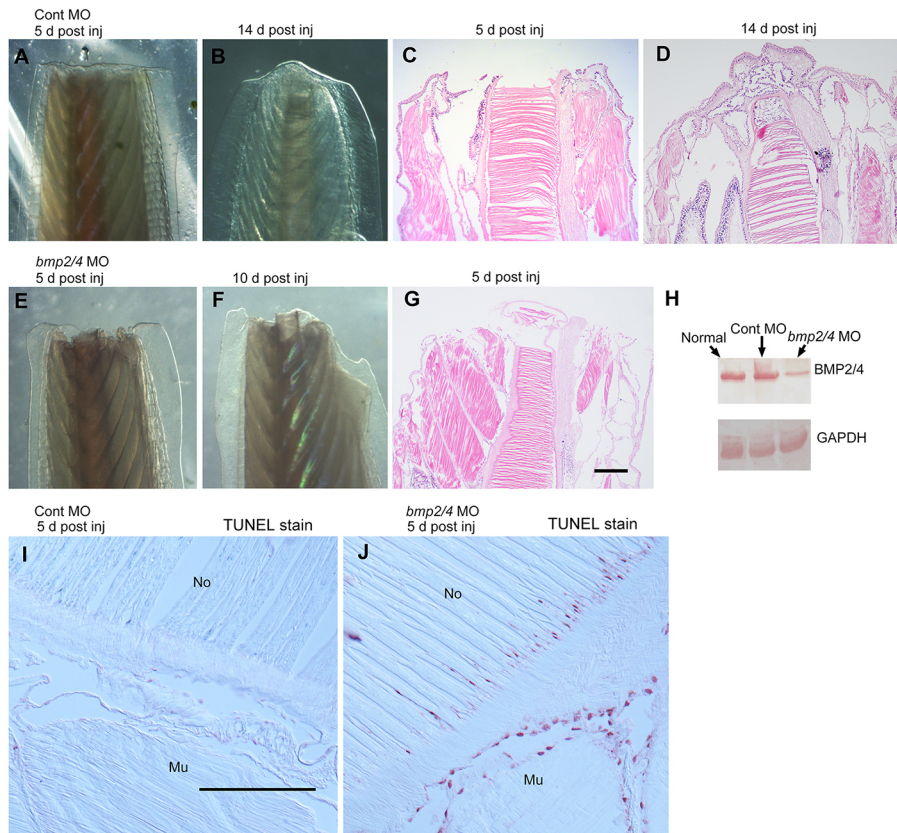 Cont MO
5 d post inj
14 d post inj
5 d post inj
14 d post inj
A
B
C
D
bmp2/4 MO
5 d post inj
10 d post inj
5 d post inj
E
F
G
H
Normal
Cont MO
bmp2/4 MO
BMP2/4
GAPDH
Cont MO
5 d post inj
TUNEL stain
bmp2/4 MO
5 d post inj
TUNEL stain
I
No
Mu
J
No
Mu